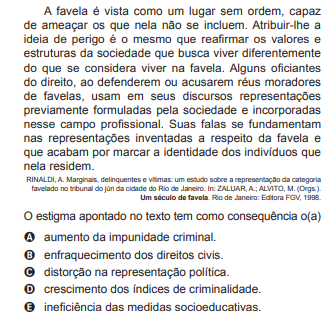 A favela é vista como um lugar sem ordem, capaz
de ameaçar os que nela não se incluem. Atribuir-lhe a
ideia de perigo é o mesmo que reafirmar os valores e
estruturas da sociedade que busca viver diferentemente
do que se considera viver na favela. Alguns oficiantes
do direito, ao defenderem ou acusarem réus moradores
de favelas, usam em seus discursos representações
previamente formuladas pela sociedade e incorporadas
nesse campo profissional. Suas falas se fundamentam
nas representações inventadas a respeito da favela e
que acabam por marcar a identidade dos indivíduos que
nela residem.
RINALDI, A. Marginais, delinquentes e vítimas: um estudo sobre a representação da categoria
favelado no tribunal do júri da cidade do Rio de Janeiro. In: ZALUAR, A.; ALVITO, M. (Orgs.).
Um século de favela. Rio de Janeiro: Editora FGV, 1998.
O estigma apontado no texto tem como consequência o(a)
A aumento da impunidade criminal.
B enfraquecimento dos direitos civis.
C distorção na representação política.
D crescimento dos índices de criminalidade.
E ineficiência das medidas socioeducativas.